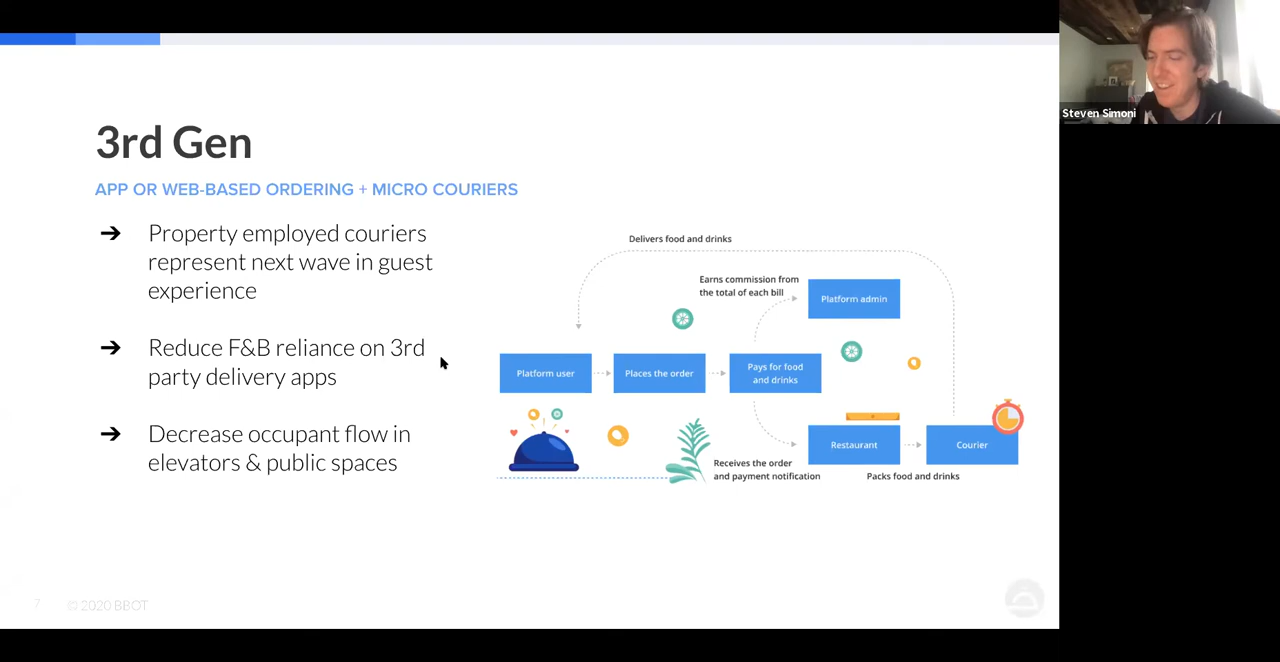 3rd Gen
APP OR WEB-BASED ORDERING + MICRO COURIERS
➔ Property employed couriers
represent next wave in guest
experience
➔ Reduce F&B reliance on 3rd
party delivery apps
➔ Decrease occupant flow in
elevators & public spaces
Delivers food and drinks
Earns commission from
the total of each bill
Platform admin
Platform user
Places the order
Pays for food
and drinks
Restaurant
Courier
Receives the order
and payment notification
Packs food and drinks
7
© 2020 BBOT
Steven Simoni